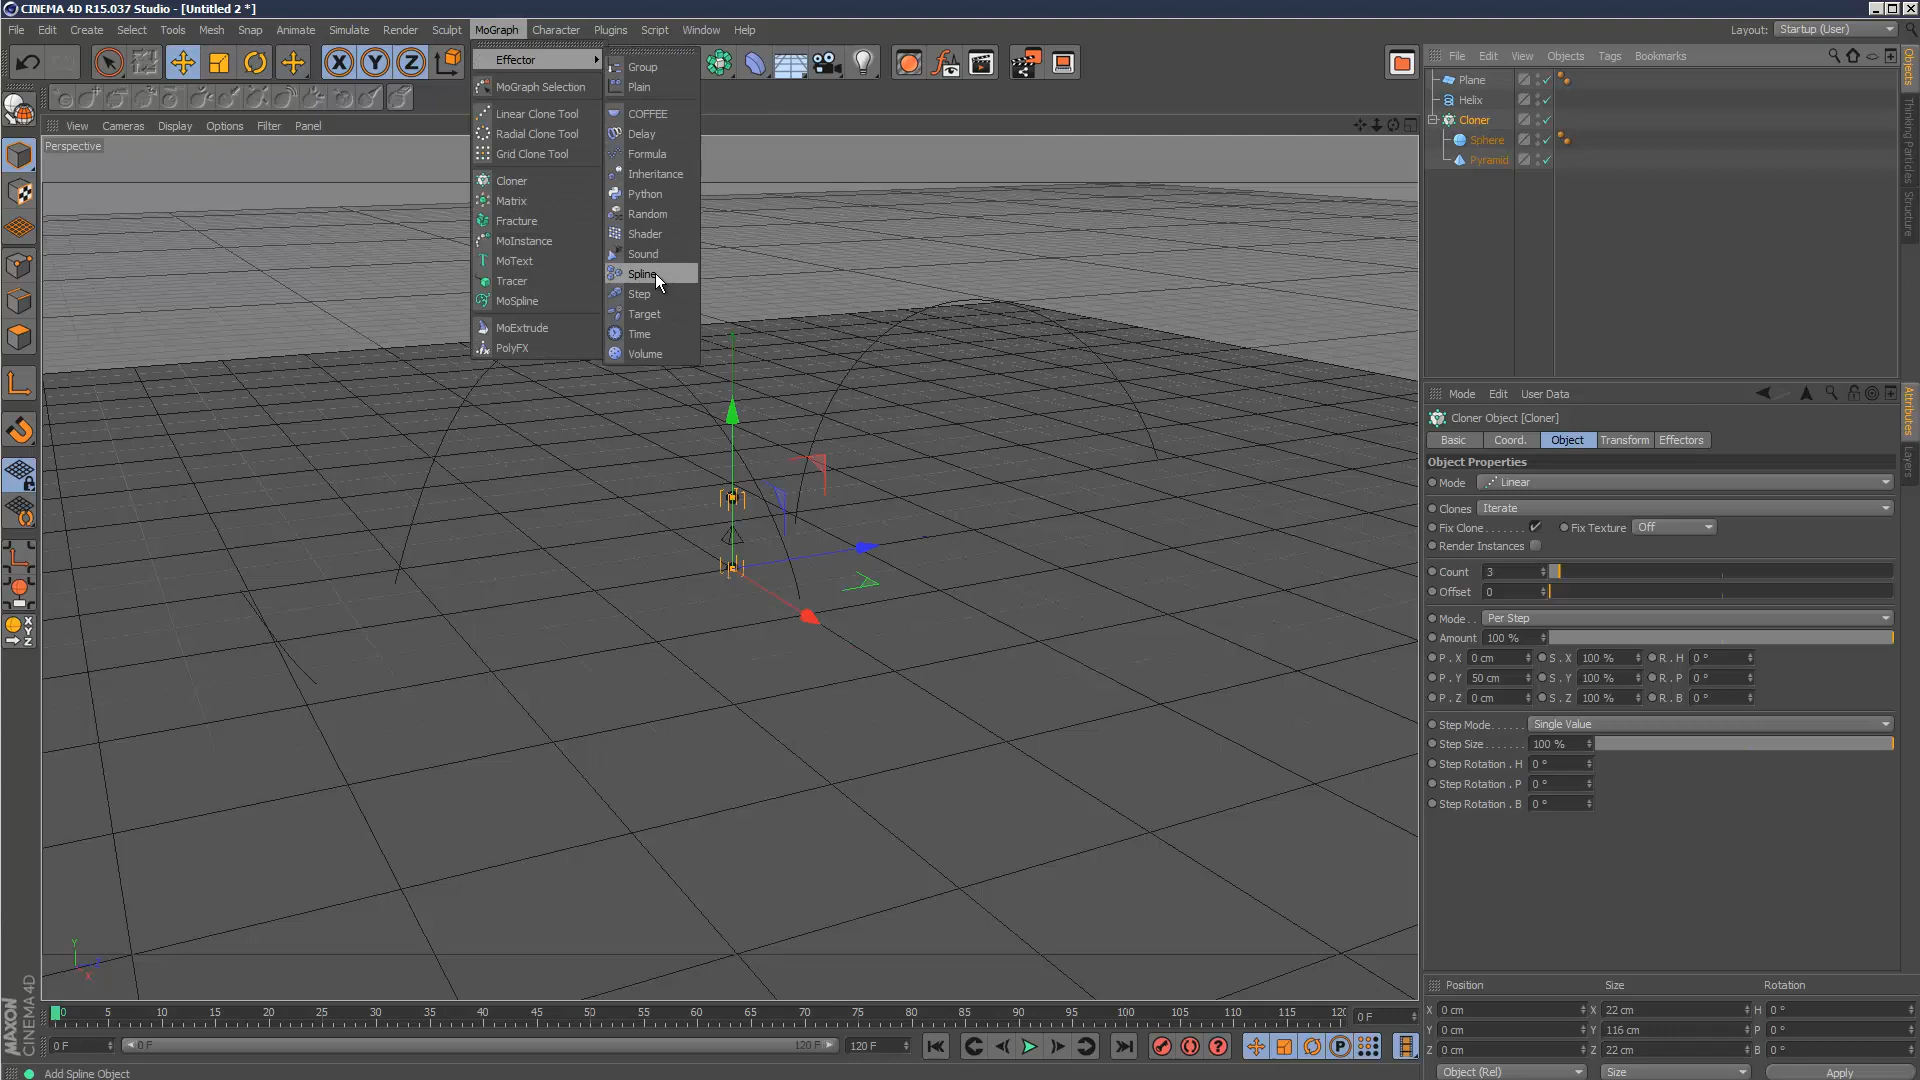 CINEMA 4D R15.037 Studio - [Untitled 2 *]
File Edit Create Select Tools Mesh Snap Animate Simulate Render Sculpt MoGraph Character Plugins Script Window Help
Layout: Startup (User)
Effector
MoGraph Selection
Linear Clone Tool
Radial Clone Tool
Grid Clone Tool
Cloner
Matrix
Fracture
MoInstance
MoText
Tracer
MoSpline
MoExtrude
PolyFX
Group
Plain
COFFEE
Delay
Formula
Inheritance
Python
Random
Shader
Sound
Spline
Step
Target
Time
Volume
View Cameras Display Options Filter Panel
Perspective
File Edit View Objects Tags Bookmarks
Plane
Helix
Cloner
Sphere
Pyramid
Objects
Thinking Particles
Structure
Mode Edit User Data
Cloner Object [Cloner]
Basic Coord. Object Transform Effectors
Object Properties
Mode Linear
Clones Iterate
Fix Clone Fix Texture Off
Render Instances
Count 3
Offset 0
Mode Per Step
Amount 100 %
P . X 0 cm S . X 100 % R . H 0 °
P . Y 50 cm S . Y 100 % R . P 0 °
P . Z 0 cm S . Z 100 % R . B 0 °
Step Mode Single Value
Step Size 100 %
Step Rotation . H 0 °
Step Rotation . P 0 °
Step Rotation . B 0 °
Attributes
Layers
Y
X
0 5 10 15 20 25 30 35 40 45 50 55 60 65 70 75 80 85 90 95 100 105 110 115 120 0 F
0 F 0 F 120 F 120 F
Position Size Rotation
X 0 cm X 22 cm H 0 °
Y 0 cm Y 116 cm P 0 °
Z 0 cm Z 22 cm B 0 °
Object (Rel) Size Apply
MAXON CINEMA 4D
Add Spline Object